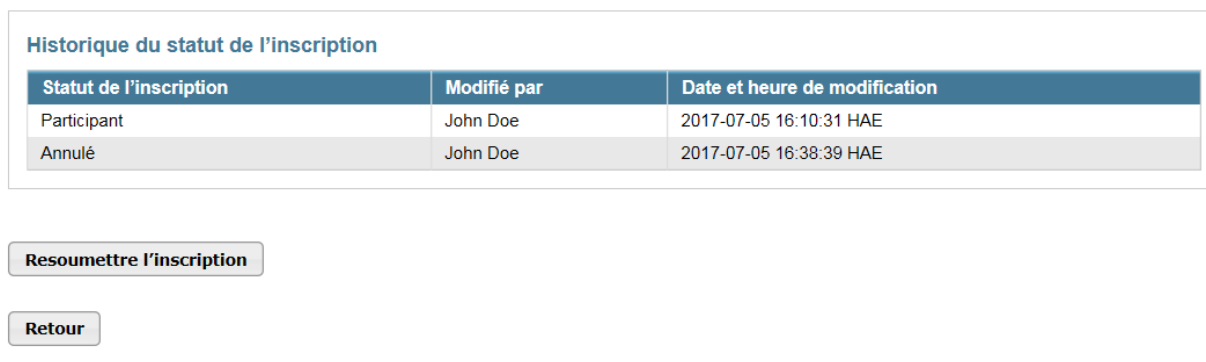 Historique du statut de l’inscription
Statut de l’inscription Modifié par Date et heure de modification
Participant John Doe 2017-07-05 16:10:31 HAE
Annulé John Doe 2017-07-05 16:38:39 HAE
Resoumettre l’inscription
Retour